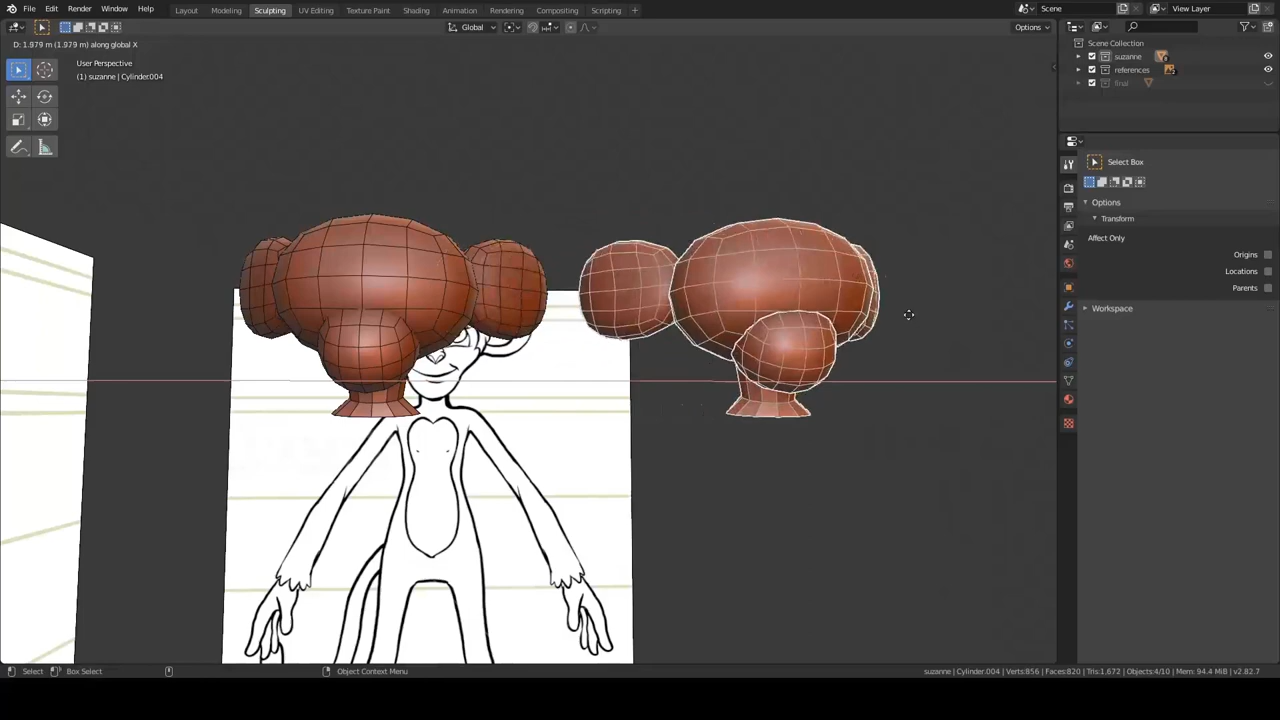 File Edit Render Window Help
Layout Modeling Sculpting UV Editing Texture Paint Shading Animation Rendering Compositing Scripting +
Scene
View Layer
Global
Options
D: 1.979 m (1.979 m) along global X
User Perspective
(1) suzanne | Cylinder.004
Scene Collection
suzanne
references
final
Select Box
Options
Transform
Affect Only
Origins
Locations
Parents
Workspace
Select
Box Select
Object Context Menu
suzanne | Cylinder.004 | Verts:856 | Faces:820 | Tris:1,672 | Objects:4/10 | Mem: 94.4 MiB | v2.82.7